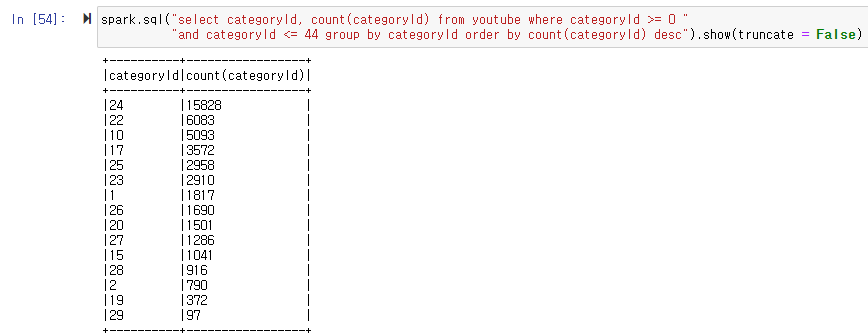 In [54]:
spark.sql("select categoryId, count(categoryId) from youtube where categoryId >= 0 "
"and categoryId <= 44 group by categoryId order by count(categoryId) desc").show(truncate = False)
+----------+-----------------+
|categoryId|count(categoryId)|
+----------+-----------------+
|24        |15828            |
|22        |6083             |
|10        |5093             |
|17        |3572             |
|25        |2958             |
|23        |2910             |
|1         |1817             |
|26        |1690             |
|20        |1501             |
|27        |1286             |
|15        |1041             |
|28        |916              |
|2         |790              |
|19        |372              |
|29        |97               |
+----------+-----------------+